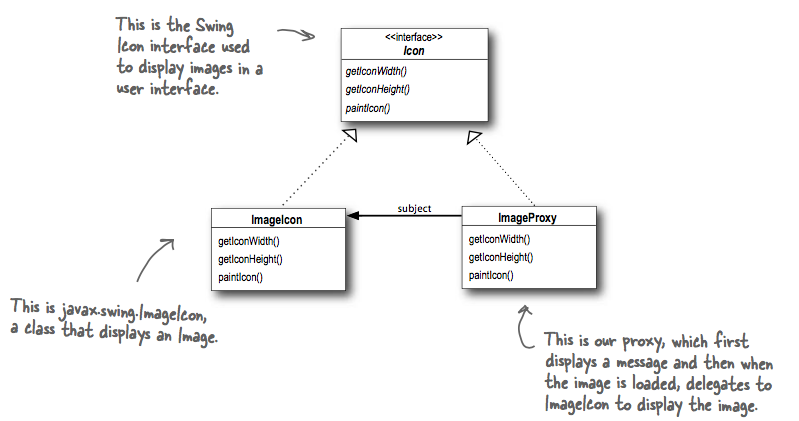 This is the Swing
Icon interface used
to display images in a
user interface.
<<interface>>
Icon
getIconWidth()
getIconHeight()
paintIcon()
ImageIcon
getIconWidth()
getIconHeight()
paintIcon()
subject
ImageProxy
getIconWidth()
getIconHeight()
paintIcon()
This is javax.swing.ImageIcon,
a class that displays an Image.
This is our proxy, which first
displays a message and then when
the image is loaded, delegates to
ImageIcon to display the image.